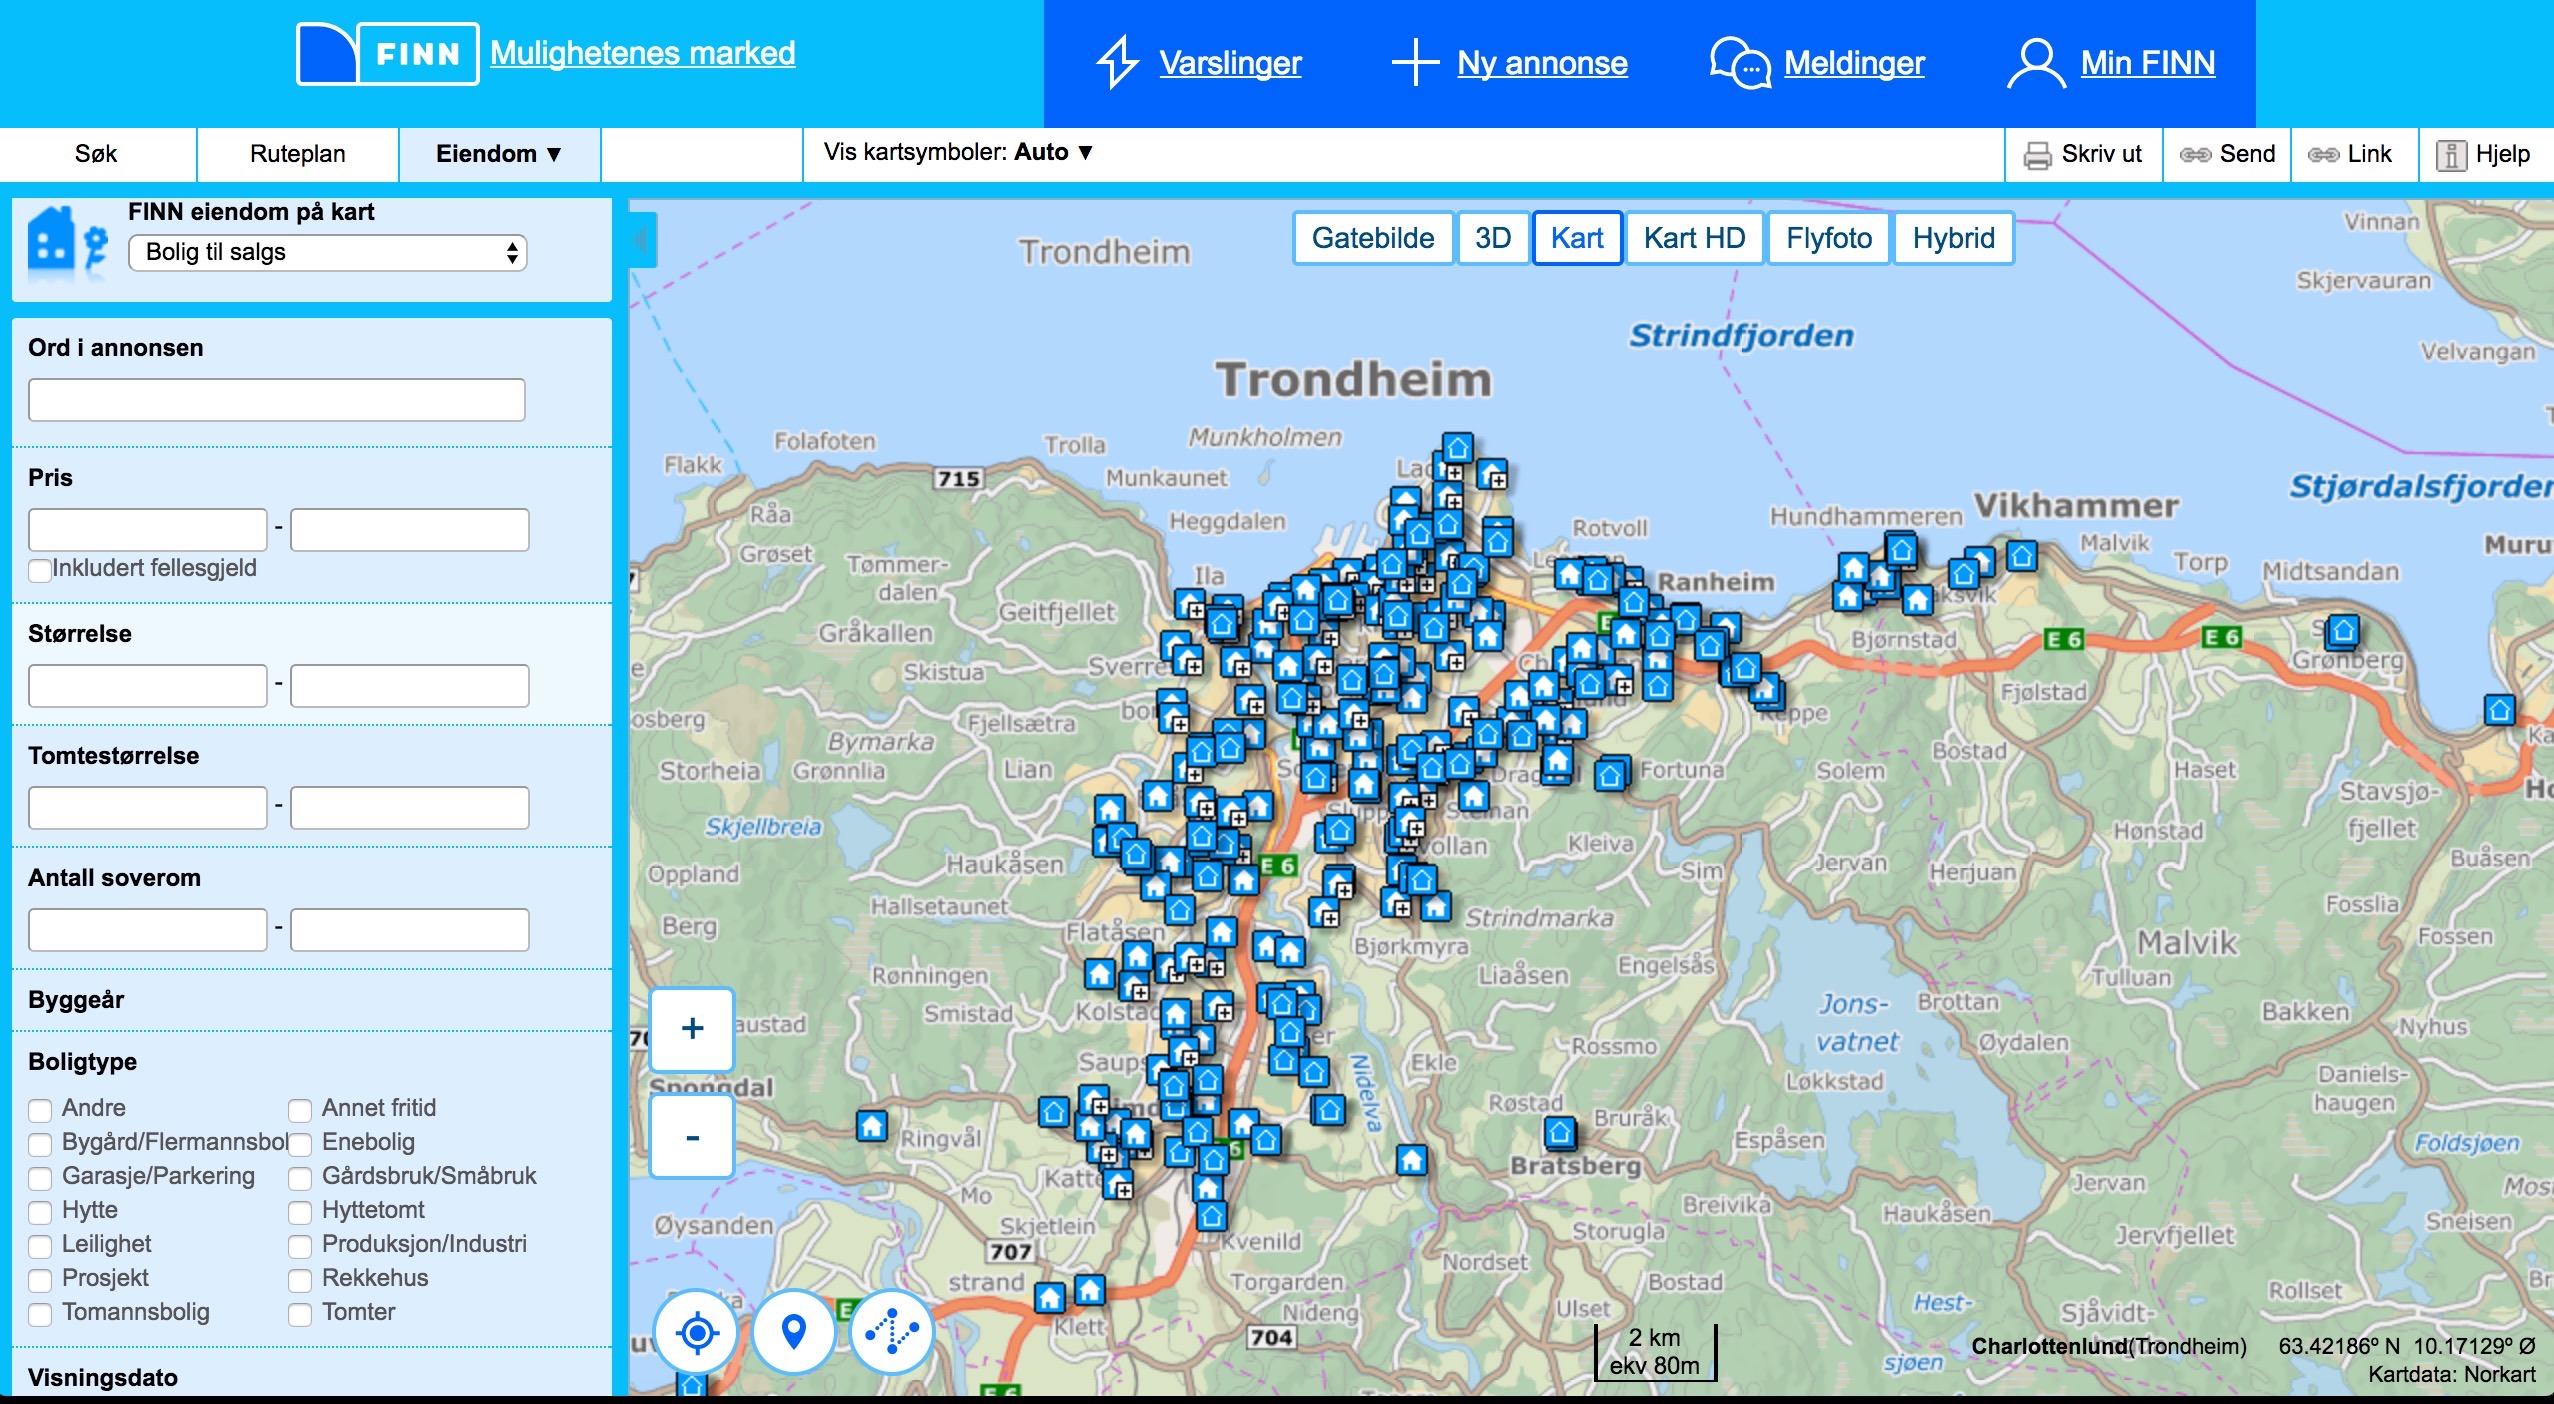 FINN Mulighetenes marked
Varslinger
Ny annonse
Meldinger
Min FINN
Søk
Ruteplan
Eiendom ▼
Vis kartsymboler: Auto ▼
Skriv ut
Send
Link
Hjelp
FINN eiendom på kart
Bolig til salgs
Ord i annonsen
Pris
-
Inkludert fellesgjeld
Størrelse
-
Tomtestørrelse
-
Antall soverom
-
Byggeår
Boligtype
Andre
Annet fritid
Bygård/Flermannsbol
Enebolig
Garasje/Parkering
Gårdsbruk/Småbruk
Hytte
Hyttetomt
Leilighet
Produksjon/Industri
Prosjekt
Rekkehus
Tomannsbolig
Tomter
Visningsdato
Gatebilde
3D
Kart
Kart HD
Flyfoto
Hybrid
Trondheim
Vinnan
Skjervauran
Strindfjorden
Velvangan
Trondheim
Folafoten
Trolla
Munkholmen
Flakk
715
Munkaunet
Stjørdalsfjorden
Råa
Heggdalen
Rotvoll
Hundhammeren
Vikhammer
Malvik
Grøset
Tømmer-
dalen
Ila
Ranheim
Torp
Midtsandan
Geitfjellet
Gråkallen
Bjørnstad
E 6
E 6
Grønberg
Skistua
Sverre
Fjølstad
osberg
Fjellsætra
Bymarka
Bostad
Storheia
Grønnlia
Lian
Fortuna
Solem
Haset
Stavsjø-
fjellet
Skjellbreia
Kleiva
Hønstad
Oppland
Haukåsen
E 6
Sim
Jervan
Herjuan
Buåsen
Berg
Hallsetaunet
Flatåsen
Strindmarka
Fosslia
Rønningen
Bjørkmyra
Liaåsen
Engelsås
Malvik
Tulluan
Fossen
austad
Smistad
Kolstad
Jons-
vatnet
Brottan
Bakken
Nyhus
Saups
Nidelva
Ekle
Rossmo
Øydalen
Spongdal
Løkkstad
Daniels-
haugen
Ringvål
Røstad
Bruråk
Espåsen
Foldsjøen
Bratsberg
Mo
Katte
Breivika
Jervan
Øysanden
Skjetlein
Haukåsen
Sneisen
707
Kvenild
Storugla
Jervfjellet
strand
Torgarden
Nordset
Bostad
Rollset
Klett
Nideng
704
Ulset
Hest-
sjøen
Sjåvidt-
+
-
2 km
ekv 80m
Charlottenlund(Trondheim) 63.42186º N 10.17129º Ø
Kartdata: Norkart